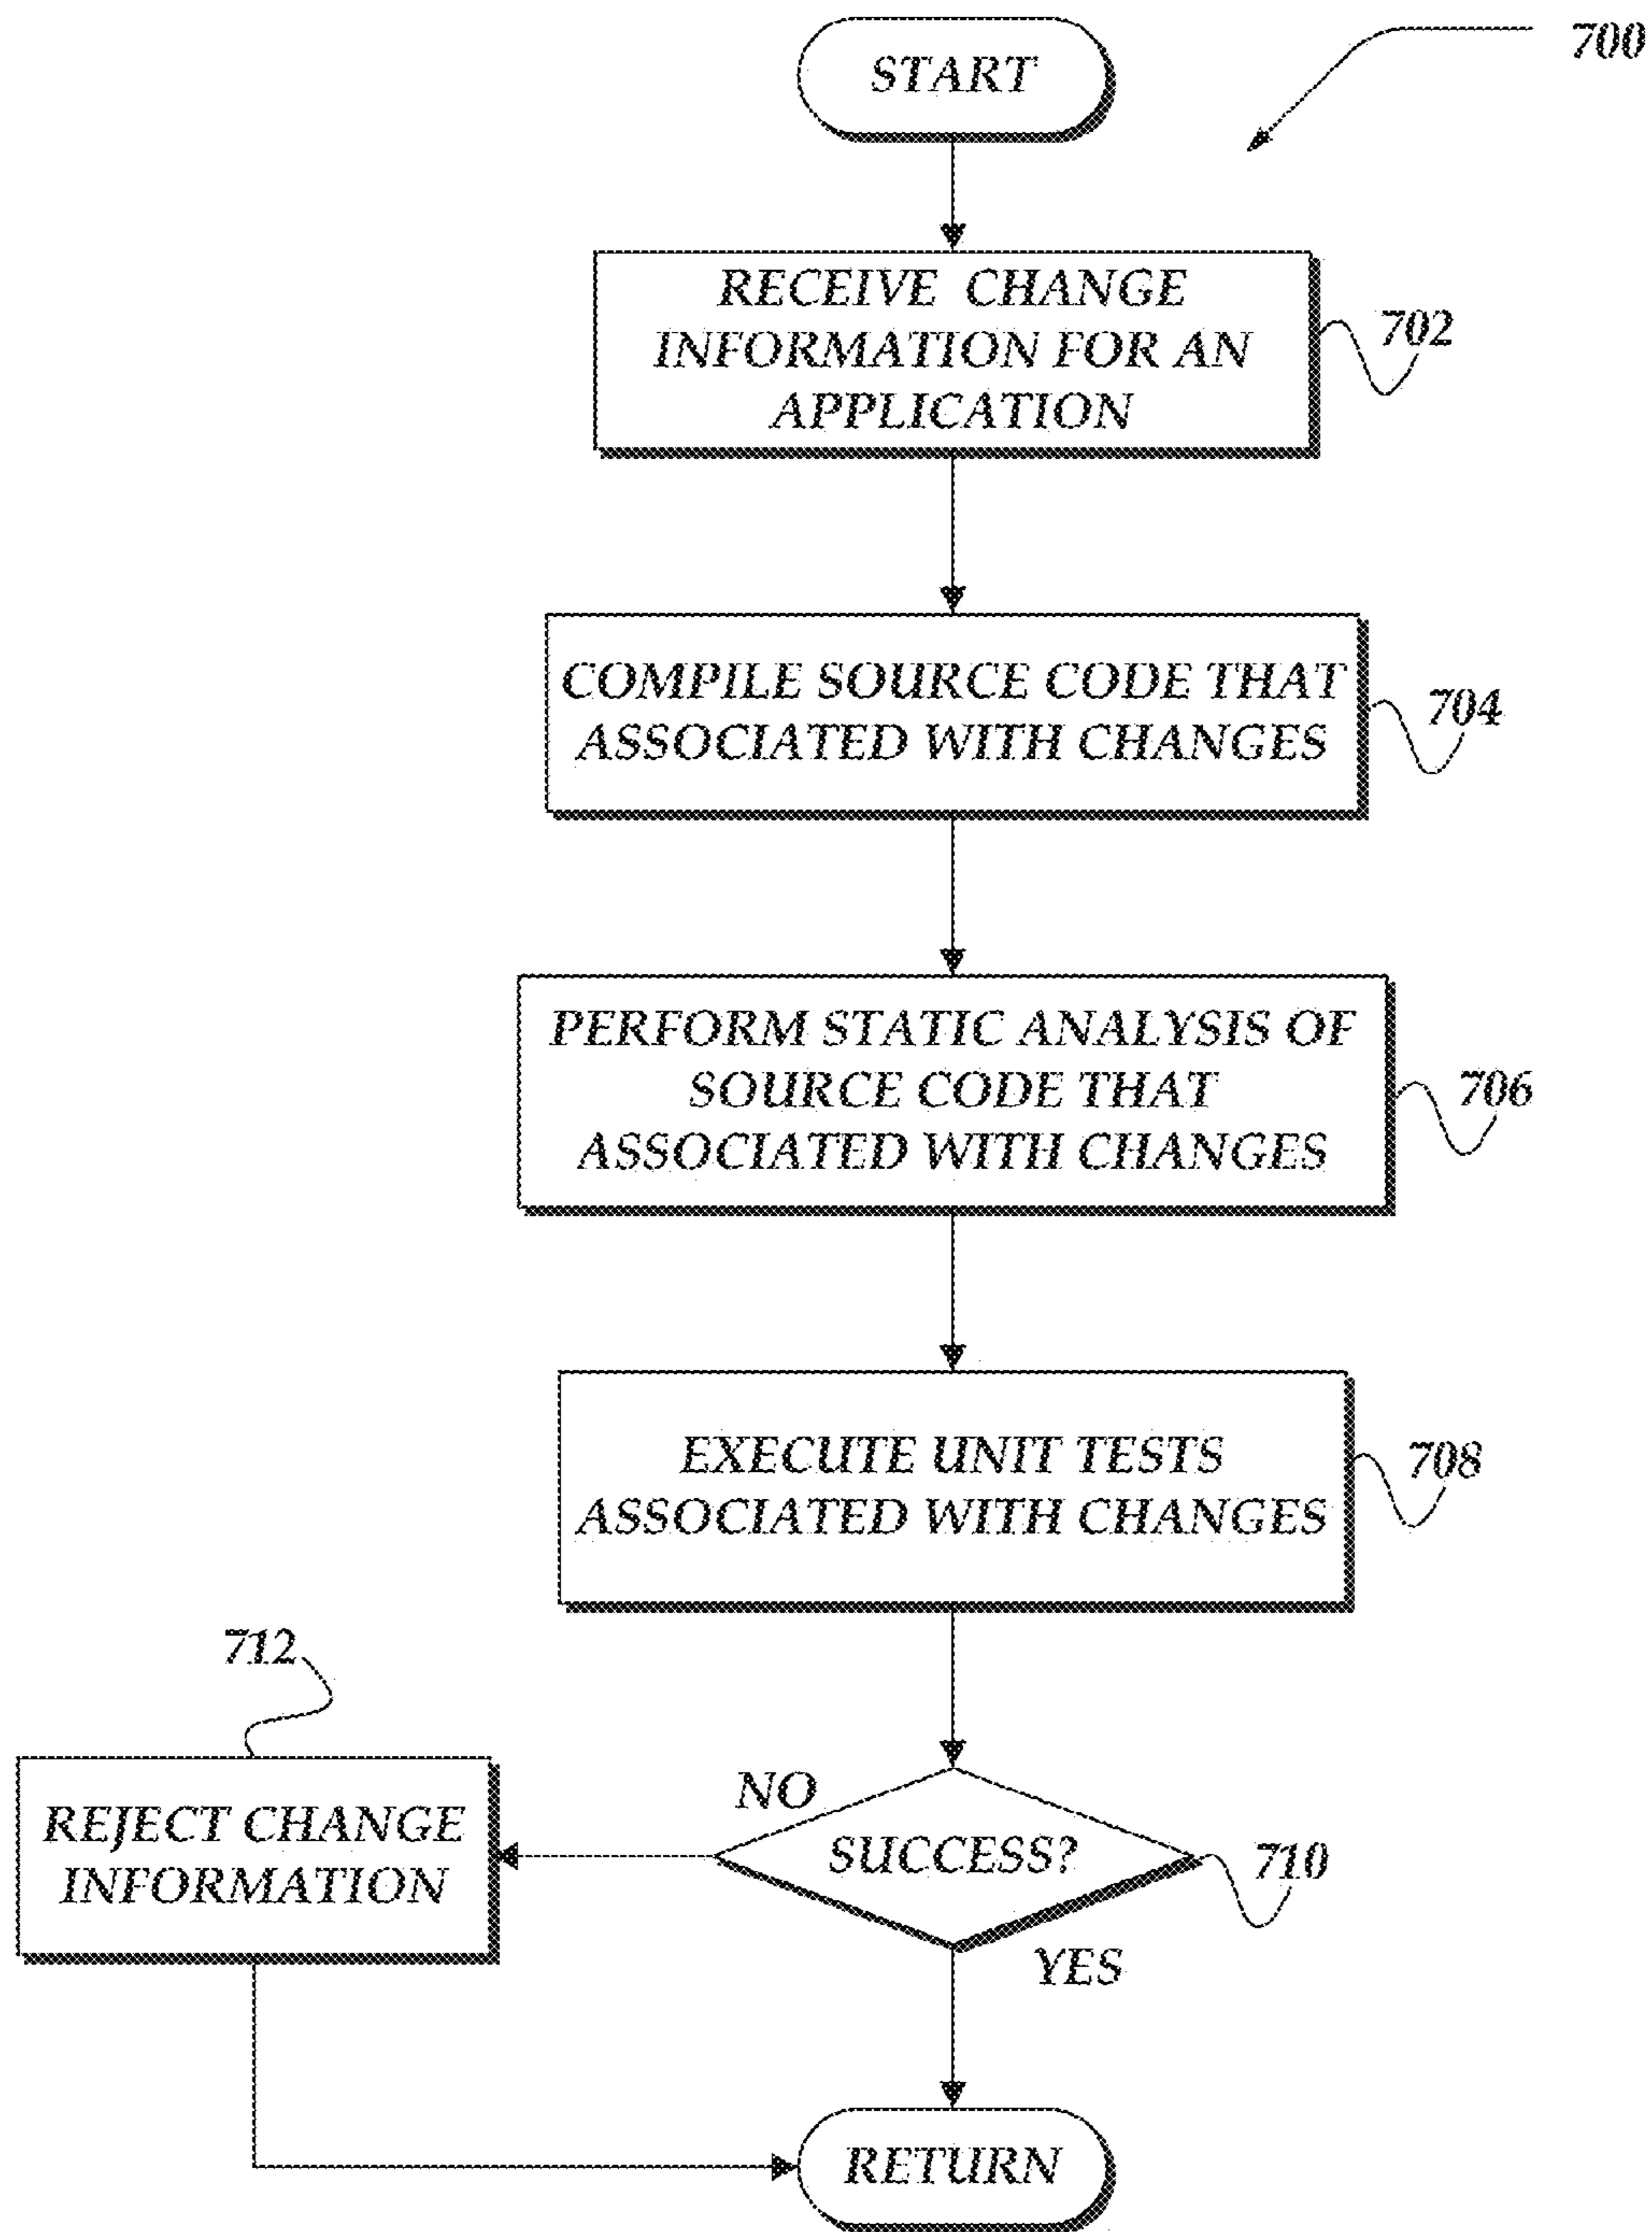 START
700
RECEIVE CHANGE
INFORMATION FOR AN
APPLICATION
702
COMPILE SOURCE CODE THAT
ASSOCIATED WITH CHANGES
704
PERFORM STATIC ANALYSIS OF
SOURCE CODE THAT
ASSOCIATED WITH CHANGES
706
EXECUTE UNIT TESTS
ASSOCIATED WITH CHANGES
708
712
REJECT CHANGE
INFORMATION
NO
SUCCESS?
710
YES
RETURN